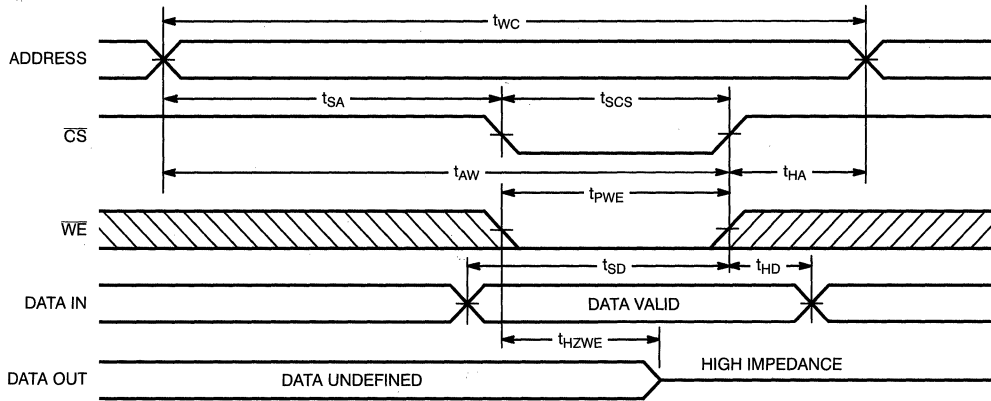 tWC
ADDRESS
tSA
tSCS
CS
tAW
tHA
tPWE
WE
tSD
tHD
DATA IN
DATA VALID
tHZWE
HIGH IMPEDANCE
DATA OUT
DATA UNDEFINED